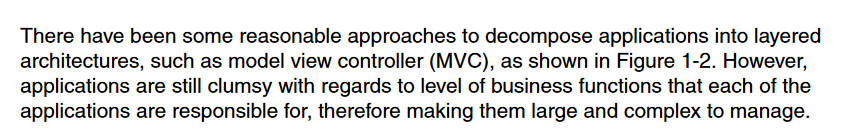 There have been some reasonable approaches to decompose applications into layered
architectures, such as model view controller (MVC), as shown in Figure 1-2. However,
applications are still clumsy with regards to level of business functions that each of the
applications are responsible for, therefore making them large and complex to manage.